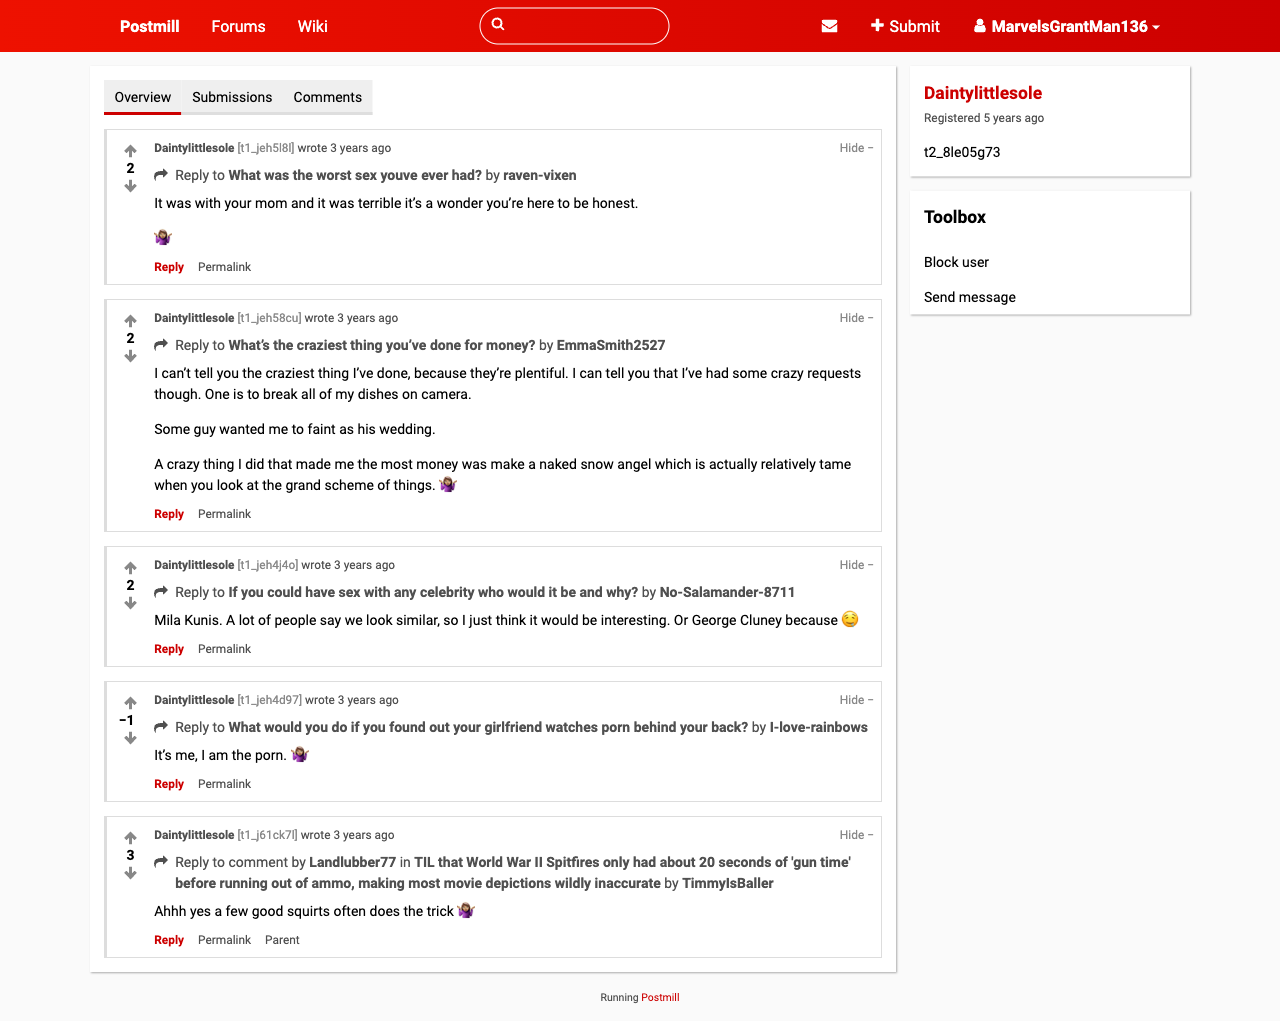 Postmill
Forums
Wiki
Submit
MarvelsGrantMan136
Overview
Submissions
Comments
Daintylittlesole [t1_jeh5l8l] wrote 3 years ago
Hide −
2
Reply to What was the worst sex youve ever had? by raven-vixen
It was with your mom and it was terrible it’s a wonder you’re here to be honest.
🤷🏽‍♀️
Reply
Permalink
Daintylittlesole [t1_jeh58cu] wrote 3 years ago
Hide −
2
Reply to What’s the craziest thing you’ve done for money? by EmmaSmith2527
I can’t tell you the craziest thing I’ve done, because they’re plentiful. I can tell you that I’ve had some crazy requests
though. One is to break all of my dishes on camera.
Some guy wanted me to faint as his wedding.
A crazy thing I did that made me the most money was make a naked snow angel which is actually relatively tame
when you look at the grand scheme of things. 🤷🏽‍♀️
Reply
Permalink
Daintylittlesole [t1_jeh4j4o] wrote 3 years ago
Hide −
2
Reply to If you could have sex with any celebrity who would it be and why? by No-Salamander-8711
Mila Kunis. A lot of people say we look similar, so I just think it would be interesting. Or George Cluney because 😏
Reply
Permalink
Daintylittlesole [t1_jeh4d97] wrote 3 years ago
Hide −
−1
Reply to What would you do if you found out your girlfriend watches porn behind your back? by I-love-rainbows
It’s me, I am the porn. 🤷🏽‍♀️
Reply
Permalink
Daintylittlesole [t1_j61ck7l] wrote 3 years ago
Hide −
3
Reply to comment by Landlubber77 in TIL that World War II Spitfires only had about 20 seconds of 'gun time'
before running out of ammo, making most movie depictions wildly inaccurate by TimmyIsBaller
Ahhh yes a few good squirts often does the trick 🤷🏽‍♀️
Reply
Permalink
Parent
Daintylittlesole
Registered 5 years ago
t2_8le05g73
Toolbox
Block user
Send message
Running Postmill